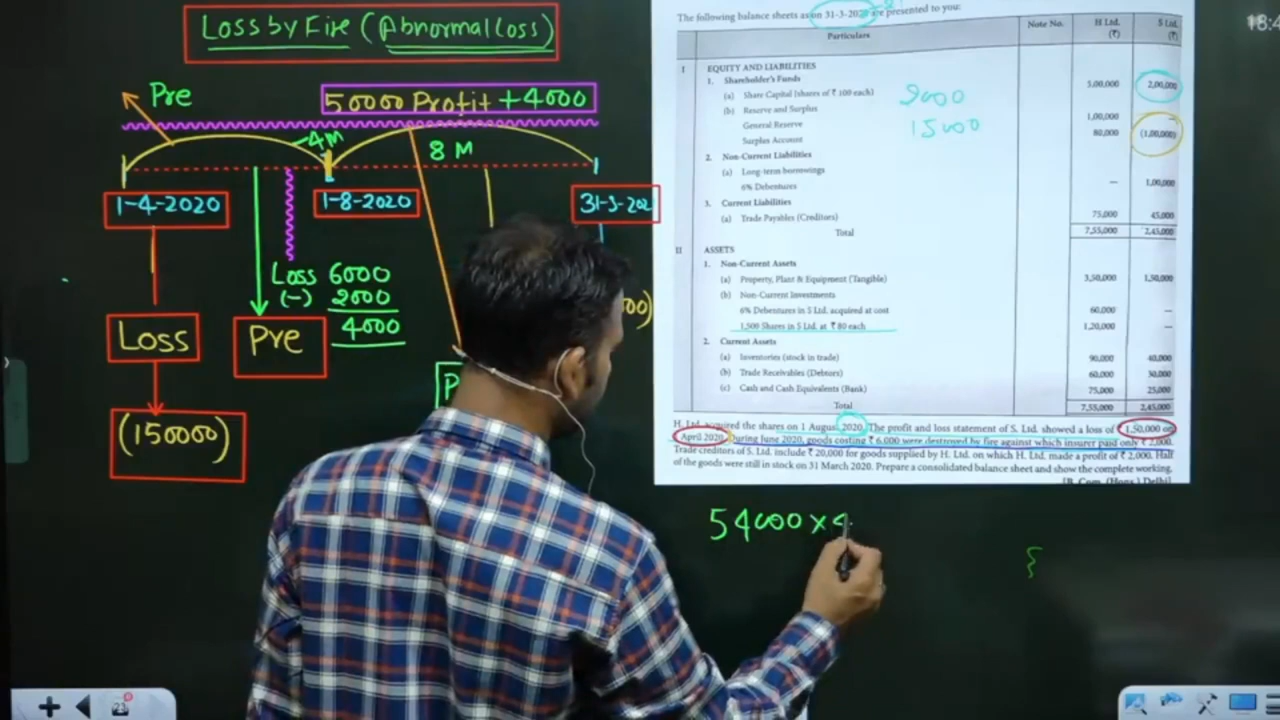 Loss by Fire (Abnormal Loss)
Pre
50000 Profit + 4000
4 M
8 M
1-4-2020
1-8-2020
31-3-202
Loss 6000
(-) 2000
4000
Loss
Pre
(150000)
P
00)
54000 ×
The following balance sheets as on 31-3-202 are presented to you:
Particulars Note No. H Ltd. (₹) S Ltd. (₹)
I EQUITY AND LIABILITIES
1. Shareholder's Funds
(a) Share Capital (shares of ₹ 100 each) 5,00,000 2,00,000
9000
(b) Reserve and Surplus
General Reserve 1,00,000 —
15000
Surplus Account 80,000 (1,00,000)
2. Non-Current Liabilities
(a) Long-term borrowings
6% Debentures — 1,00,000
3. Current Liabilities
(a) Trade Payables (Creditors) 75,000 45,000
Total 7,55,000 2,45,000
II ASSETS
1. Non-Current Assets
(a) Property, Plant & Equipment (Tangible) 3,50,000 1,50,000
(b) Non-Current Investments
6% Debentures in S Ltd. acquired at cost 60,000 —
1,500 Shares in S Ltd. at ₹ 80 each 1,20,000 —
2. Current Assets
(a) Inventories (stock in trade) 90,000 40,000
(b) Trade Receivables (Debtors) 60,000 30,000
(c) Cash and Cash Equivalents (Bank) 75,000 25,000
Total 7,55,000 2,45,000
H. Ltd. acquired the shares on 1 August 2020. The profit and loss statement of S. Ltd. showed a loss of 1,50,000 on
April 2020. During June 2020, goods costing ₹ 6,000 were destroyed by fire against which insurer paid only ₹ 2,000.
Trade creditors of S. Ltd. include ₹ 20,000 for goods supplied by H. Ltd. on which H. Ltd. made a profit of ₹ 2,000. Half
of the goods were still in stock on 31 March 2020. Prepare a consolidated balance sheet and show the complete working.
[B. Com. (Hons.) Delhi]
23